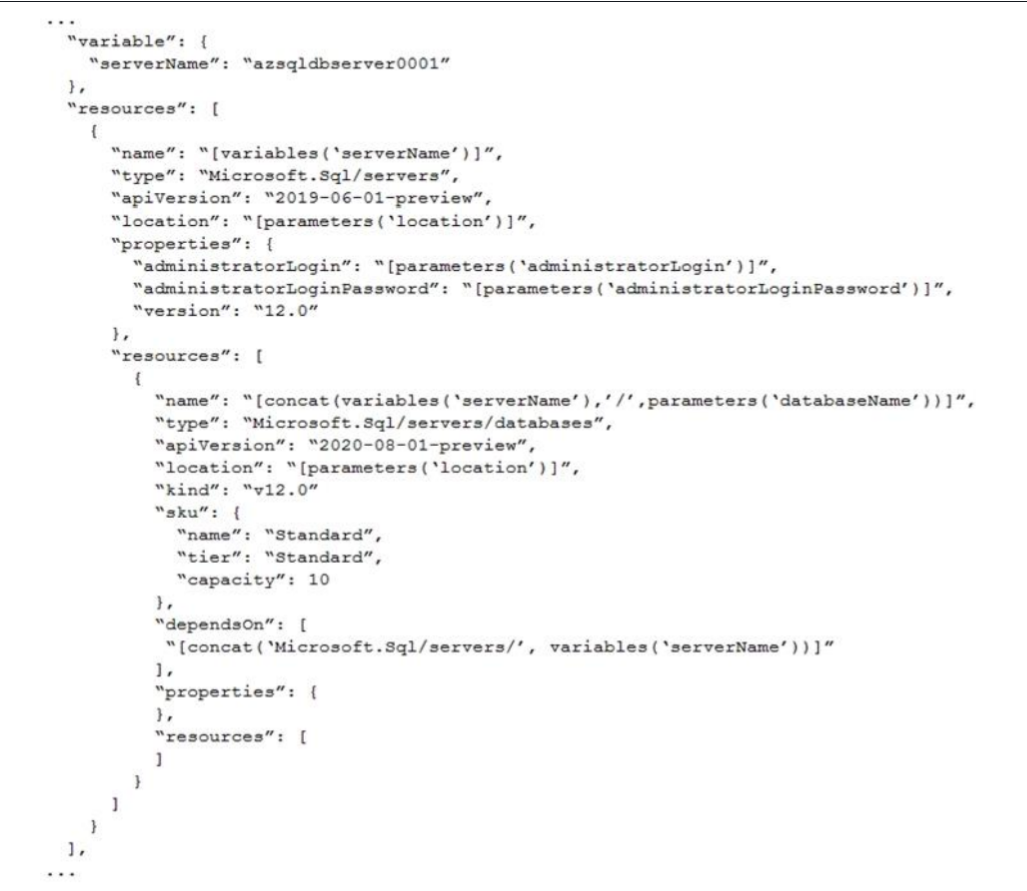 ...
“variable”: {
“serverName”: “azsqldbserver0001”
},
“resources”: [
{
“name”: “[variables(‘serverName’)]”,
“type”: “Microsoft.Sql/servers”,
“apiVersion”: “2019-06-01-preview”,
“location”: “[parameters(‘location’)]”,
“properties”: {
“administratorLogin”: “[parameters(‘administratorLogin’)]”,
“administratorLoginPassword”: “[parameters(‘administratorLoginPassword’)]”,
“version”: “12.0”
},
“resources”: [
{
“name”: “[concat(variables(‘serverName’),’/’,parameters(‘databaseName’))]”,
“type”: “Microsoft.Sql/servers/databases”,
“apiVersion”: “2020-08-01-preview”,
“location”: “[parameters(‘location’)]”,
“kind”: “v12.0”
“sku”: {
“name”: “Standard”,
“tier”: “Standard”,
“capacity”: 10
},
“dependsOn”: [
“[concat(‘Microsoft.Sql/servers/’, variables(‘serverName’))]”
],
“properties”: {
},
“resources”: [
]
}
]
}
],
...